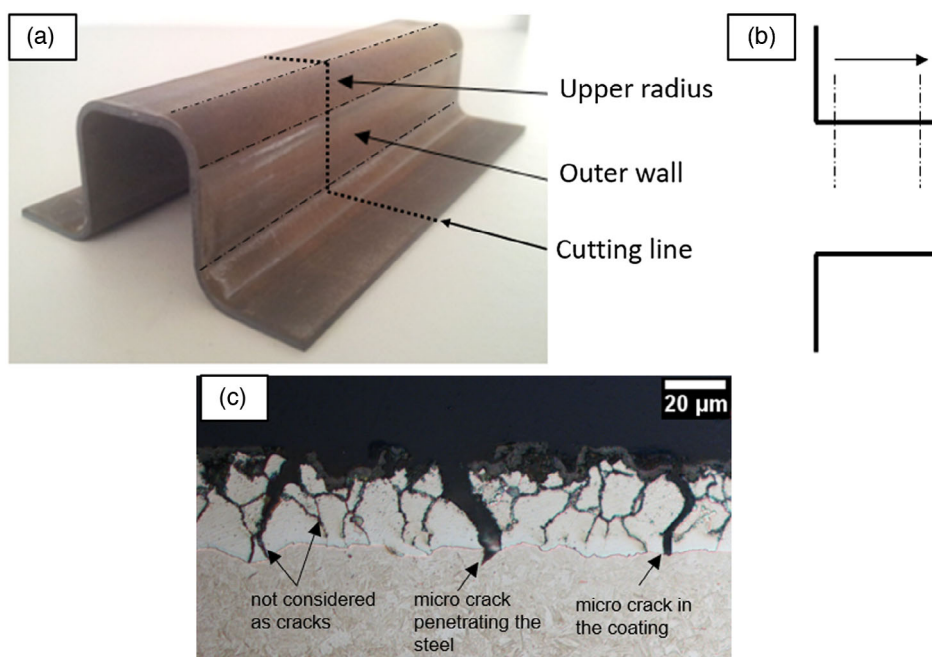 (a)
Upper radius
Outer wall
Cutting line
(b)
(c)
20 µm
not considered
as cracks
micro crack
penetrating the
steel
micro crack in
the coating